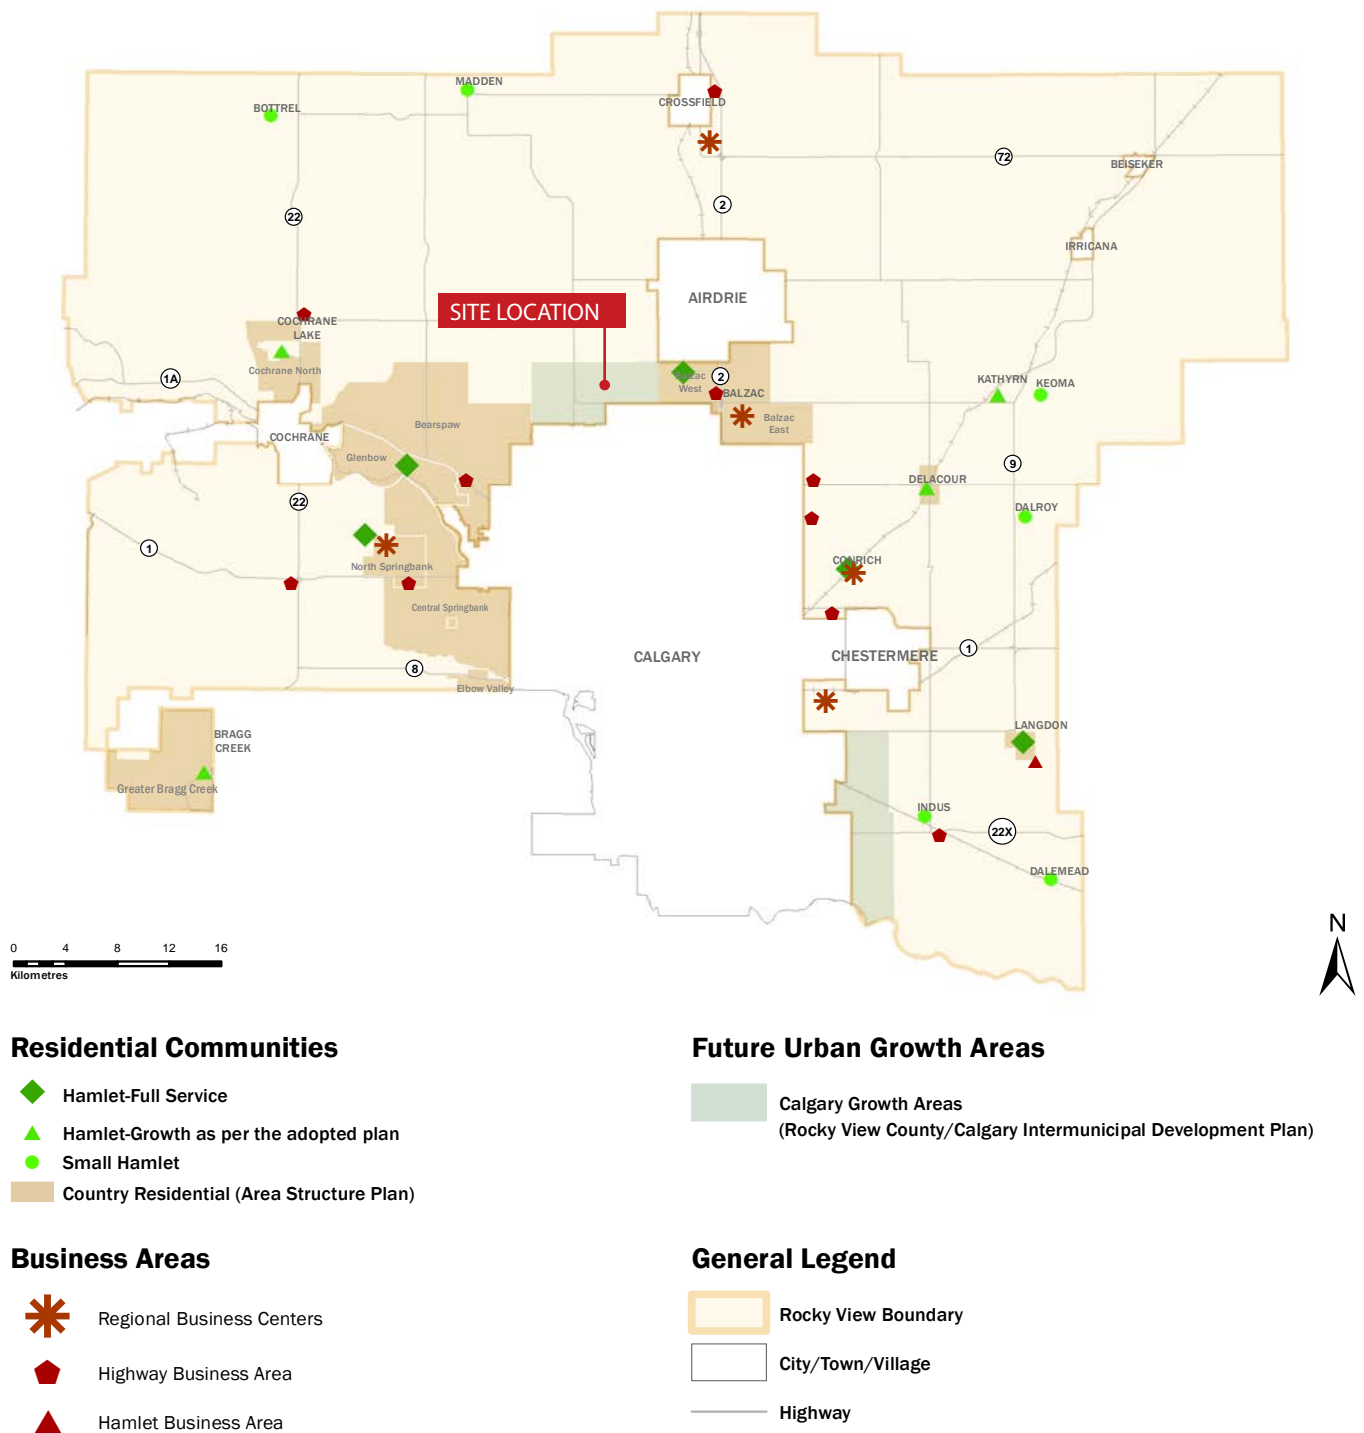 MADDEN
BOTTREL
CROSSFIELD
72
BEISEKER
2
22
IRRICANA
AIRDRIE
SITE LOCATION
COCHRANE
LAKE
Cochrane North
1A
2
West
BALZAC
KATHYRN
KEOMA
Balzac
East
Bearspaw
COCHRANE
Glenbow
9
DELACOUR
22
DALROY
1
CONRICH
North Springbank
Central Springbank
CALGARY
CHESTERMERE
1
8
Elbow Valley
LANGDON
BRAGG
CREEK
Greater Bragg Creek
INDUS
22X
DALEMEAD
0 4 8 12 16
Kilometres
N
Residential Communities
Hamlet-Full Service
Hamlet-Growth as per the adopted plan
Small Hamlet
Country Residential (Area Structure Plan)
Future Urban Growth Areas
Calgary Growth Areas
(Rocky View County/Calgary Intermunicipal Development Plan)
Business Areas
Regional Business Centers
Highway Business Area
Hamlet Business Area
General Legend
Rocky View Boundary
City/Town/Village
Highway